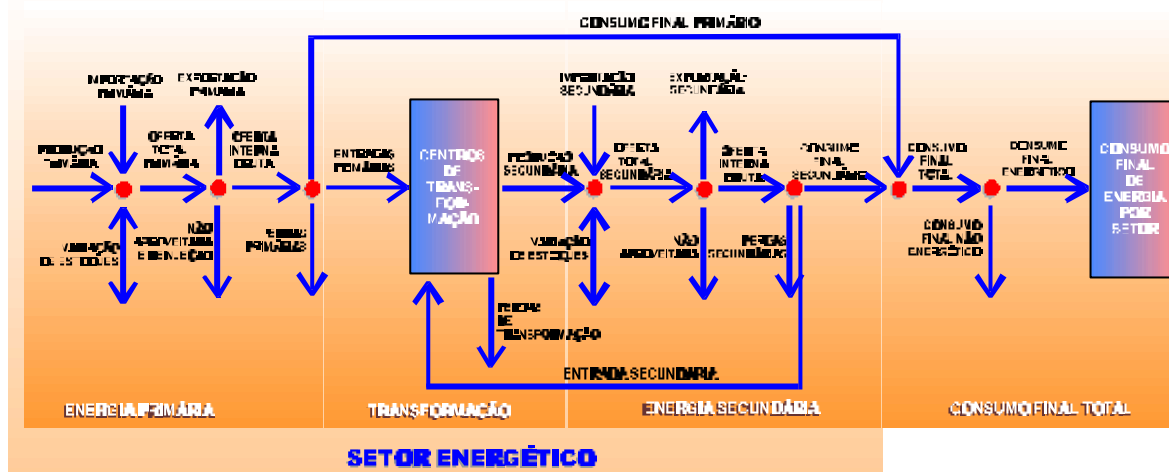 CONSUMO FINAL PRIMÁRIO
IMPORTAÇÃO
PRIMÁRIA
EXPORTAÇÃO
PRIMÁRIA
IMPORTAÇÃO
SECUNDÁRIA
EXPORTAÇÃO
SECUNDÁRIA
PRODUÇÃO
PRIMÁRIA
OFERTA
TOTAL
PRIMÁRIA
OFERTA
INTERNA
BRUTA
ENTRADAS
PRIMÁRIAS
CENTROS
DE
TRANS-
FOR-
MAÇÃO
PRODUÇÃO
SECUNDÁRIA
OFERTA
TOTAL
SECUNDÁRIA
OFERTA
INTERNA
BRUTA
CONSUMO
FINAL
SECUNDÁRIO
CONSUMO
FINAL
TOTAL
CONSUMO
FINAL
ENERGÉTICO
CONSUMO
FINAL
DE
ENERGIA
POR
SETOR
VARIAÇÃO
DE ESTOQUES
NÃO
APROVEITADA
E REINJEÇÃO
PERDAS
PRIMÁRIAS
VARIAÇÃO
DE ESTOQUES
NÃO
APROVEITADA
PERDAS
SECUNDÁRIAS
CONSUMO
FINAL NÃO
ENERGÉTICO
PERDAS
DE
TRANSFORMAÇÃO
ENTRADA SECUNDÁRIA
ENERGIA PRIMÁRIA
TRANSFORMAÇÃO
ENERGIA SECUNDÁRIA
CONSUMO FINAL TOTAL
SETOR ENERGÉTICO